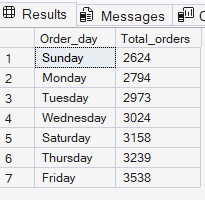 Results Messages
Order_day Total_orders
1 Sunday 2624
2 Monday 2794
3 Tuesday 2973
4 Wednesday 3024
5 Saturday 3158
6 Thursday 3239
7 Friday 3538